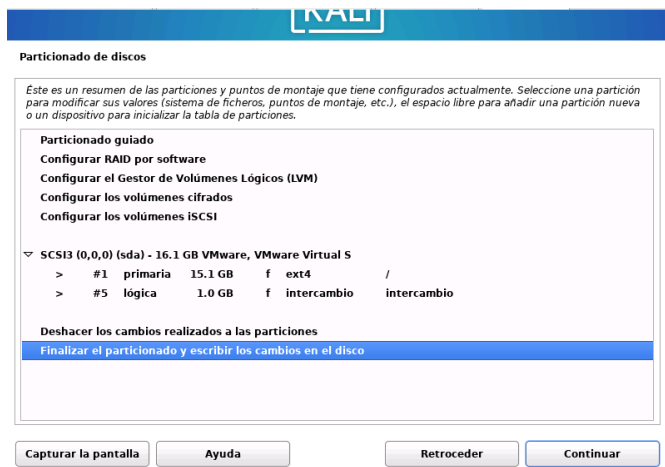 KALI
Particionado de discos
Éste es un resumen de las particiones y puntos de montaje que tiene configurados actualmente. Seleccione una partición
para modificar sus valores (sistema de ficheros, puntos de montaje, etc.), el espacio libre para añadir una partición nueva
o un dispositivo para inicializar la tabla de particiones.
Particionado guiado
Configurar RAID por software
Configurar el Gestor de Volúmenes Lógicos (LVM)
Configurar los volúmenes cifrados
Configurar los volúmenes iSCSI
SCSI3 (0,0,0) (sda) - 16.1 GB VMware, VMware Virtual S
> #1 primaria 15.1 GB f ext4 /
> #5 lógica 1.0 GB f intercambio intercambio
Deshacer los cambios realizados a las particiones
Finalizar el particionado y escribir los cambios en el disco
Capturar la pantalla Ayuda Retroceder Continuar